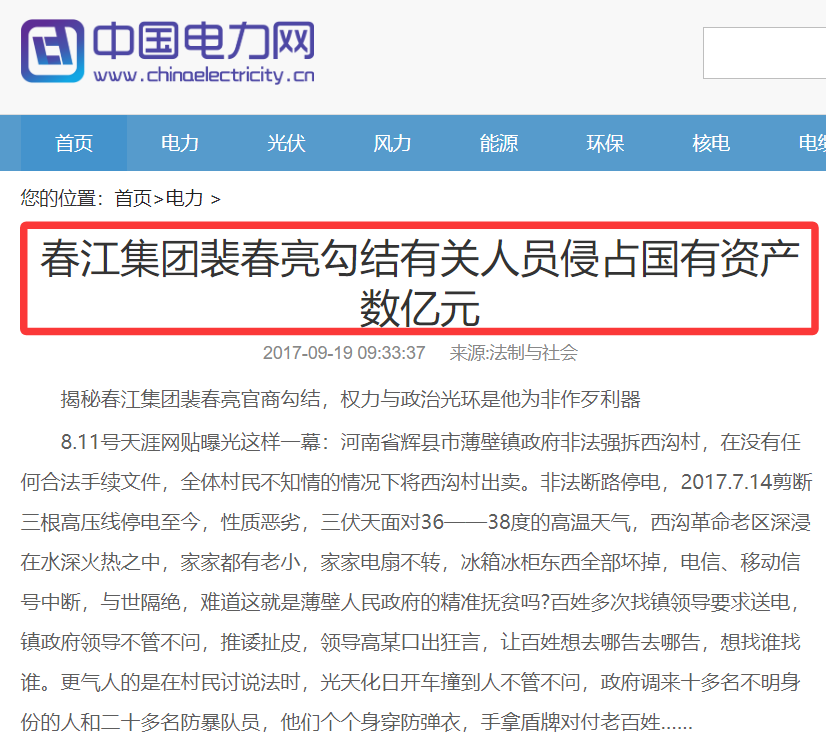 中国电力网
www.chinaelectricity.cn
首页 电力 光伏 风力 能源 环保 核电 电缆
您的位置：首页>电力 >
春江集团裴春亮勾结有关人员侵占国有资产
数亿元
2017-09-19 09:33:37 来源:法制与社会
揭秘春江集团裴春亮官商勾结，权力与政治光环是他为非作歹利器
8.11号天涯网贴曝光这样一幕：河南省辉县市薄壁镇政府非法强拆西沟村，在没有任
何合法手续文件，全体村民不知情的情况下将西沟村出卖。非法断路停电，2017.7.14剪断
三根高压线停电至今，性质恶劣，三伏天面对36——38度的高温天气，西沟革命老区深浸
在水深火热之中，家家都有老小，家家电扇不转，冰箱冰柜东西全部坏掉，电信、移动信
号中断，与世隔绝，难道这就是薄壁人民政府的精准抚贫吗?百姓多次找镇领导要求送电，
镇政府领导不管不问，推诿扯皮，领导高某口出狂言，让百姓想去哪告去哪告，想找谁找
谁。更气人的是在村民讨说法时，光天化日开车撞到人不管不问，政府调来十多名不明身
份的人和二十多名防暴队员，他们个个身穿防弹衣，手拿盾牌对付老百姓……